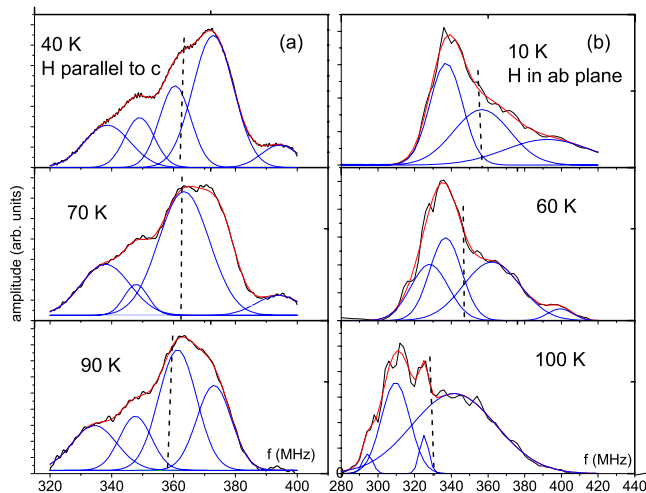 40 K
H parallel to c
(a)
10 K
H in ab plane
(b)
70 K
60 K
90 K
100 K
amplitude (arb. units)
f (MHz)
f (MHz)
320 340 360 380 400
280 300 320 340 360 380 400 420 440